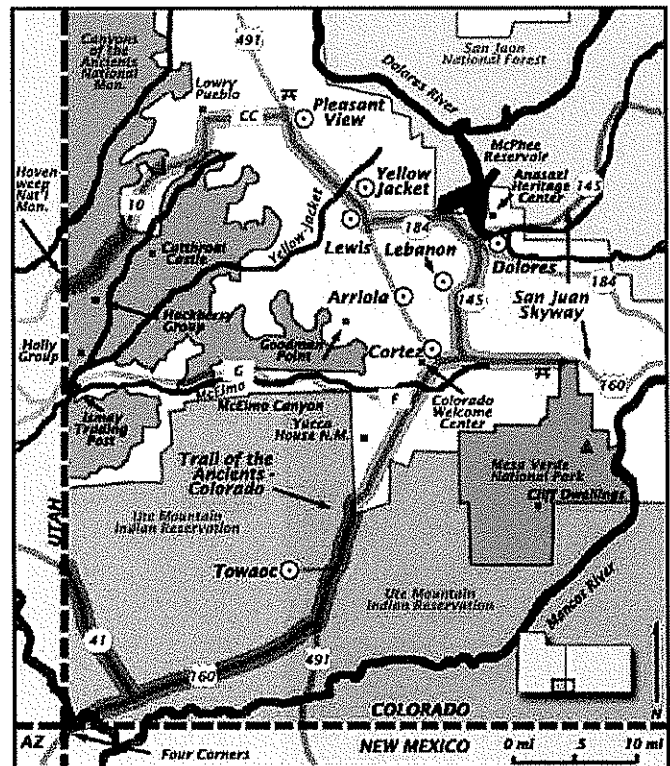 Canyons
of the
Ancients
National
Mon.
491
San Juan
National Forest
Lowry
Pueblo
CC
Pleasant
View
Dolores River
McPhee
Reservoir
Anasazi
Heritage
Center
145
Hoven
weep
Nat'l
Mon.
10
Yellow
Jacket
Yellow-Jacket
Cutthroat
Castle
Lewis
184
Lebanon
Dolores
Hackberry
Group
Arriola
145
San Juan
Skyway
184
Holly
Group
Goodman
Point
Cortez
G
McElmo
McElmo Canyon
F
160
Ismay
Trading
Post
Yucca
House N.M.
Colorado
Welcome
Center
Trail of the
Ancients -
Colorado
Mesa Verde
National Park
Cliff Dwellings
UTAH
Ute Mountain
Indian Reservation
Towaoc
Ute Mountain
Indian Reservation
Mancos River
41
160
491
COLORADO
N
AZ
NEW MEXICO
Four Corners
0 mi 5 10 mi